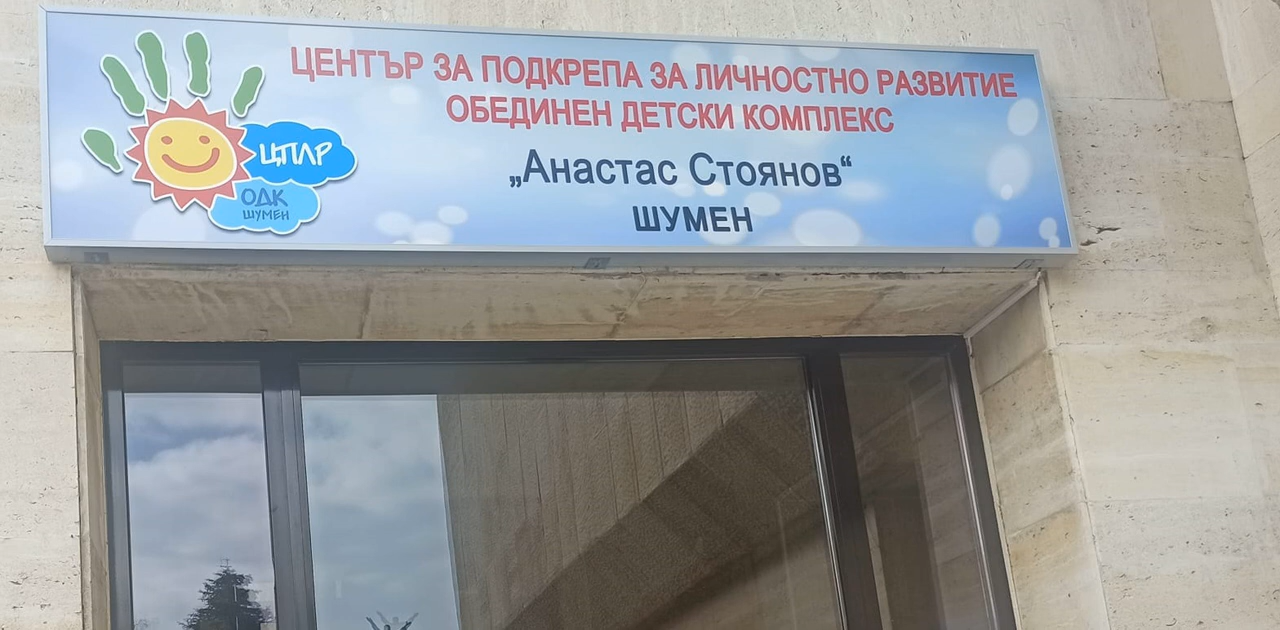 ЦЕНТЪР ЗА ПОДКРЕПА ЗА ЛИЧНОСТНО РАЗВИТИЕ
ОБЕДИНЕН ДЕТСКИ КОМПЛЕКС
„Анастас Стоянов“
ШУМЕН
ЦПЛР
ОДК
ШУМЕН